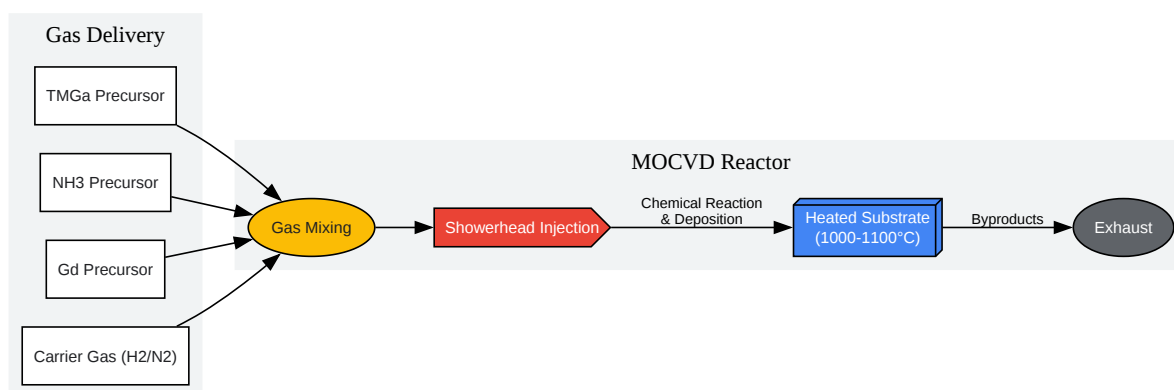 Gas Delivery
TMGa Precursor
NH3 Precursor
Gd Precursor
Carrier Gas (H2/N2)
MOCVD Reactor
Gas Mixing
Showerhead Injection
Chemical Reaction
& Deposition
Heated Substrate
(1000-1100°C)
Byproducts
Exhaust